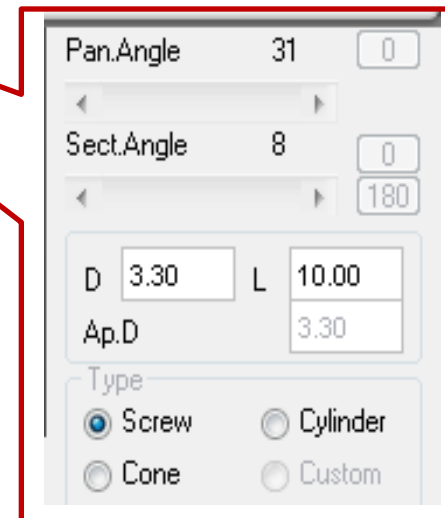 Pan.Angle 31 0
Sect.Angle 8 0
180
D 3.30 L 10.00
Ap.D 3.30
Type
Screw Cylinder
Cone Custom